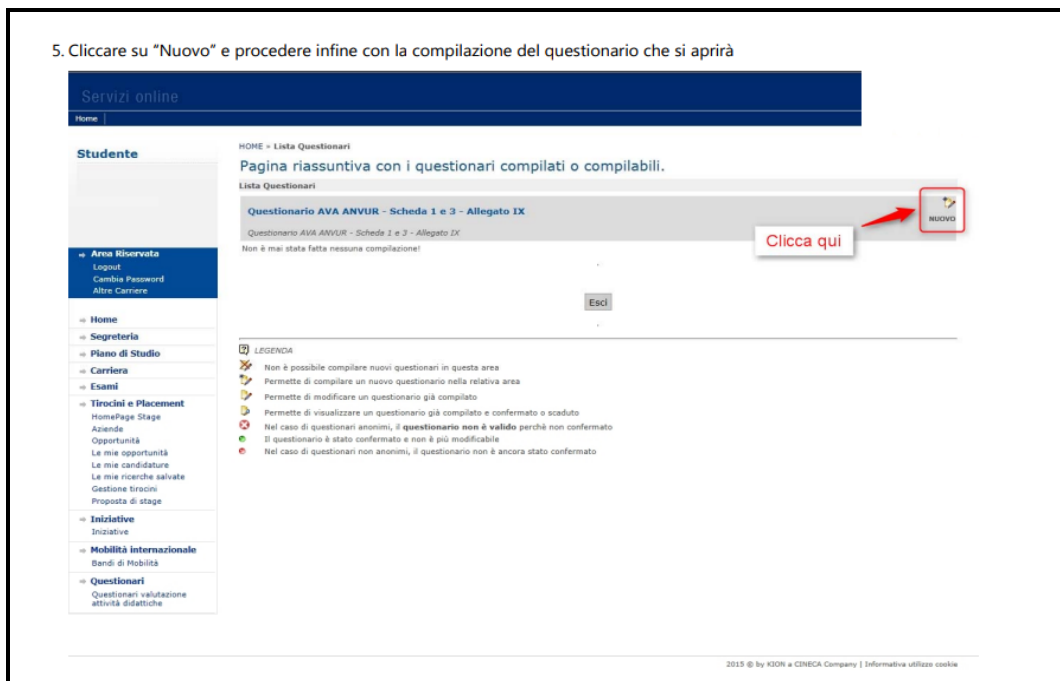 5. Cliccare su “Nuovo” e procedere infine con la compilazione del questionario che si aprirà
Servizi online
Home
Studente
Area Riservata
Logout
Cambia Password
Altre Carriere
Home
Segreteria
Piano di Studio
Carriera
Esami
Tirocini e Placement
HomePage Stage
Aziende
Opportunità
Le mie opportunità
Le mie candidature
Le mie ricerche salvate
Gestione tirocini
Proposta di stage
Iniziative
Iniziative
Mobilità internazionale
Bandi di Mobilità
Questionari
Questionari valutazione
attività didattiche
HOME » Lista Questionari
Pagina riassuntiva con i questionari compilati o compilabili.
Lista Questionari
Questionario AVA ANVUR - Scheda 1 e 3 - Allegato IX
Questionario AVA ANVUR - Scheda 1 e 3 - Allegato IX
NUOVO
Clicca qui
Non è mai stata fatta nessuna compilazione!
Esci
LEGENDA
Non è possibile compilare nuovi questionari in questa area
Permette di compilare un nuovo questionario nella relativa area
Permette di modificare un questionario già compilato
Permette di visualizzare un questionario già compilato e confermato o scaduto
Nel caso di questionari anonimi, il questionario non è valido perchè non confermato
Il questionario è stato confermato e non è più modificabile
Nel caso di questionari non anonimi, il questionario non è ancora stato confermato
2015 © by KION a CINECA Company | Informativa utilizzo cookie